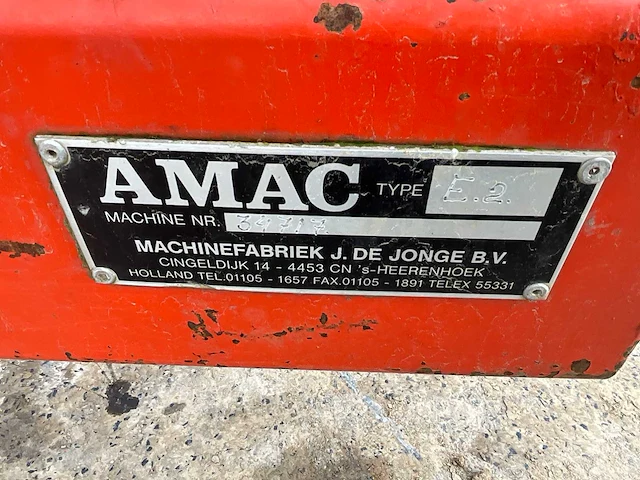 AMAC TYPE E.2.
MACHINE NR.
MACHINEFABRIEK J. DE JONGE B.V.
CINGELDIJK 14 - 4453 CN 's-HEERENHOEK
HOLLAND TEL.01105 - 1657 FAX.01105 - 1891 TELEX 55331